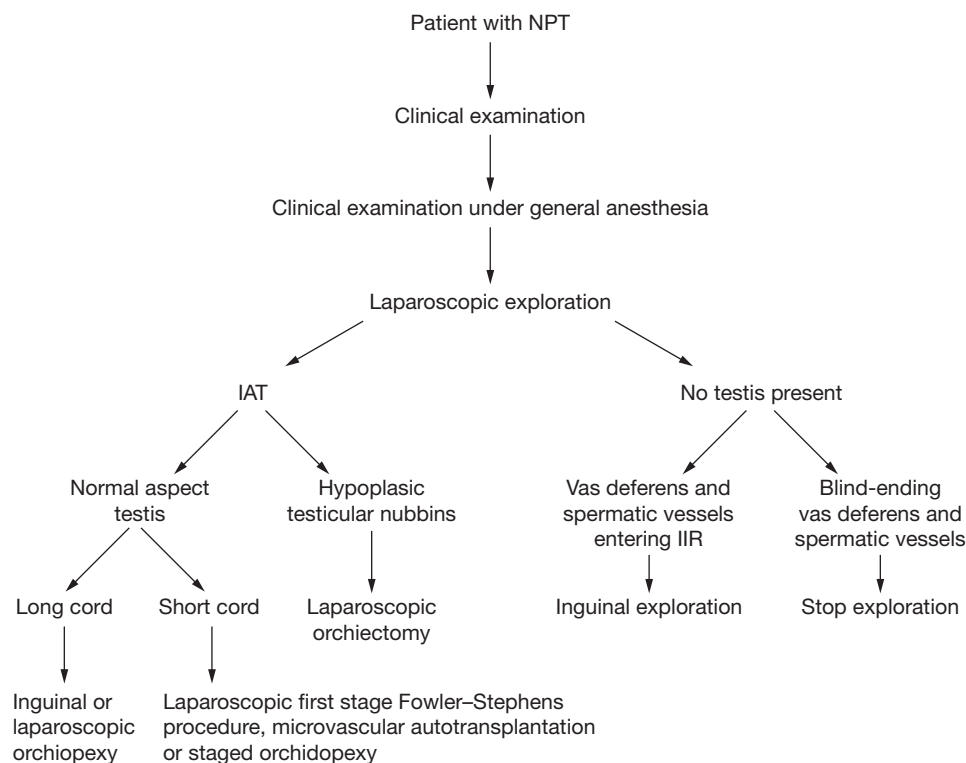 Patient with NPT
Clinical examination
Clinical examination under general anesthesia
Laparoscopic exploration
IAT
No testis present
Normal aspect
testis
Hypoplasic
testicular nubbins
Vas deferens and
spermatic vessels
entering IIR
Blind-ending
vas deferens and
spermatic vessels
Long cord
Short cord
Laparoscopic
orchiectomy
Inguinal exploration
Stop exploration
Inguinal or
laparoscopic
orchiopexy
Laparoscopic first stage Fowler–Stephens
procedure, microvascular autotransplantation
or staged orchidopexy